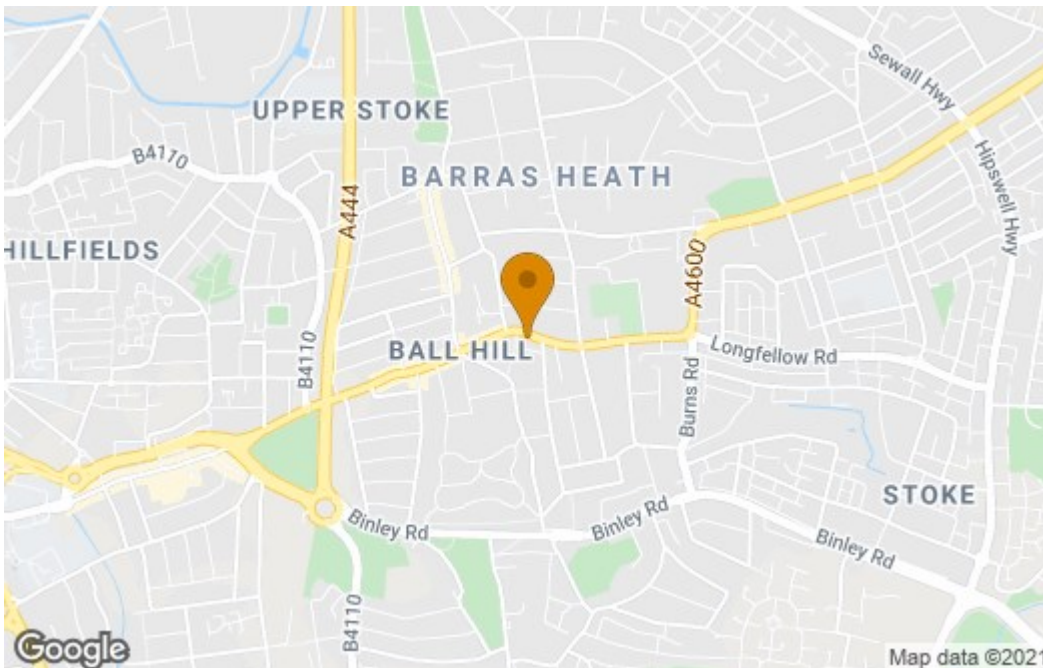 Sewall Hwy
UPPER STOKE
B4110
BARRAS HEATH
Hipswell Hwy
A444
HILLFIELDS
A4600
BALL HILL
Longfellow Rd
B4110
Burns Rd
STOKE
Binley Rd
Binley Rd
Binley Rd
B4110
Google
Map data ©2021